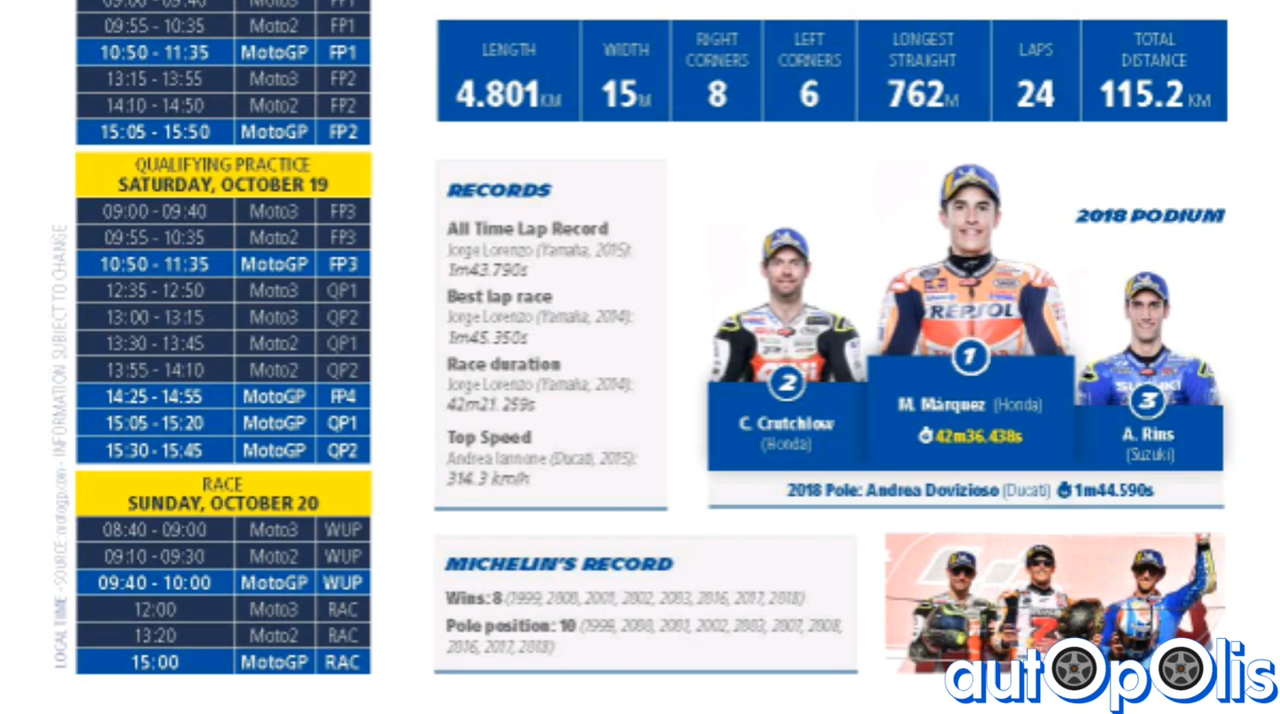 09:00 - 09:40 Moto3 FP1
09:55 - 10:35 Moto2 FP1
10:50 - 11:35 MotoGP FP1
13:15 - 13:55 Moto3 FP2
14:10 - 14:50 Moto2 FP2
15:05 - 15:50 MotoGP FP2
QUALIFYING PRACTICE
SATURDAY, OCTOBER 19
09:00 - 09:40 Moto3 FP3
09:55 - 10:35 Moto2 FP3
10:50 - 11:35 MotoGP FP3
12:35 - 12:50 Moto3 QP1
13:00 - 13:15 Moto3 QP2
13:30 - 13:45 Moto2 QP1
13:55 - 14:10 Moto2 QP2
14:25 - 14:55 MotoGP FP4
15:05 - 15:20 MotoGP QP1
15:30 - 15:45 MotoGP QP2
RACE
SUNDAY, OCTOBER 20
08:40 - 09:00 Moto3 WUP
09:10 - 09:30 Moto2 WUP
09:40 - 10:00 MotoGP WUP
12:00 Moto3 RAC
13:20 Moto2 RAC
15:00 MotoGP RAC
LOCAL TIME - SOURCE: motogp.com - INFORMATION SUBJECT TO CHANGE
LENGTH
4.801KM
WIDTH
15M
RIGHT
CORNERS
8
LEFT
CORNERS
6
LONGEST
STRAIGHT
762M
LAPS
24
TOTAL
DISTANCE
115.2 KM
RECORDS
All Time Lap Record
Jorge Lorenzo (Yamaha, 2015):
1m43.790s
Best lap race
Jorge Lorenzo (Yamaha, 2014):
1m45.350s
Race duration
Jorge Lorenzo (Yamaha, 2014):
42m21.259s
Top Speed
Andrea Iannone (Ducati, 2015):
314.3 km/h
2018 PODIUM
REPSOL
SUZUKI
2
C. Crutchlow
(Honda)
1
M. Márquez (Honda)
42m36.438s
3
A. Rins
(Suzuki)
2018 Pole: Andrea Dovizioso (Ducati) 1m44.590s
MICHELIN'S RECORD
Wins: 8 (1999, 2000, 2001, 2002, 2003, 2016, 2017, 2018)
Pole position: 10 (1999, 2000, 2001, 2002, 2003, 2007, 2008,
2016, 2017, 2018)
autOpOlis